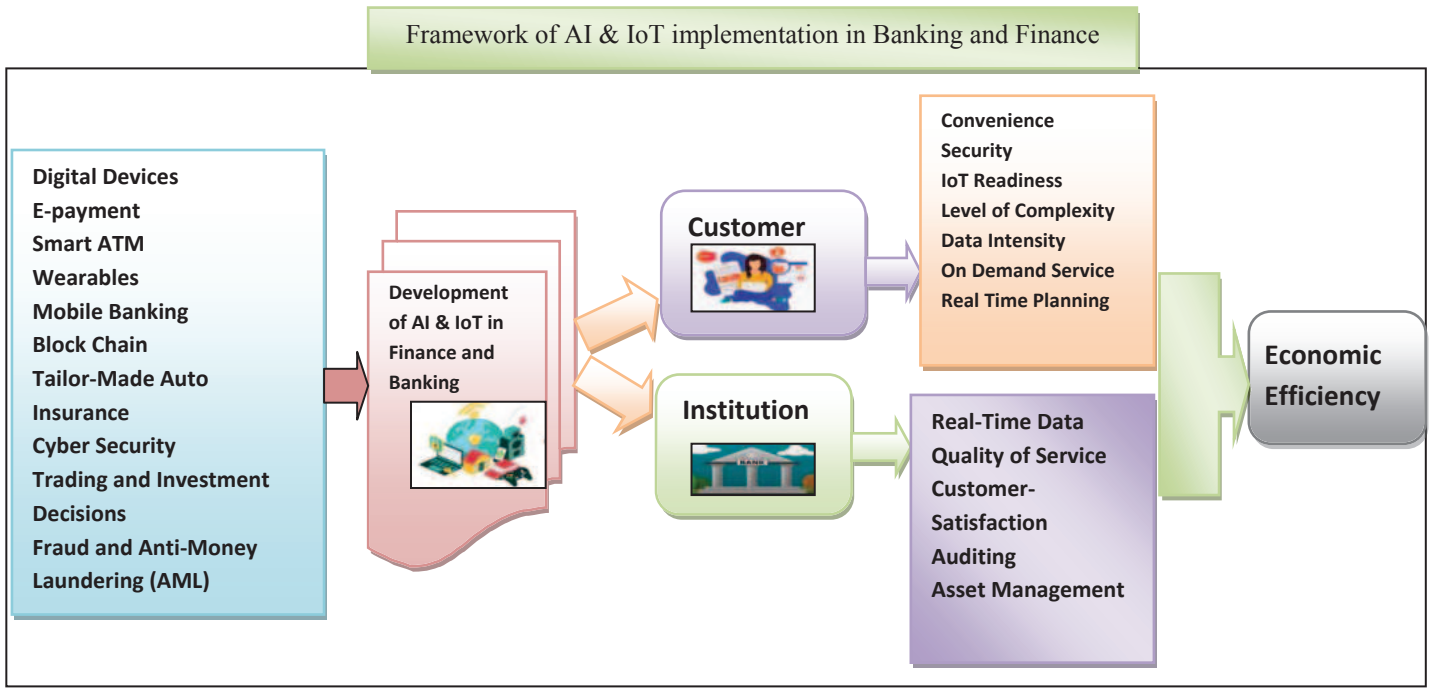 Framework of AI & IoT implementation in Banking and Finance
Digital Devices
E-payment
Smart ATM
Wearables
Mobile Banking
Block Chain
Tailor-Made Auto
Insurance
Cyber Security
Trading and Investment
Decisions
Fraud and Anti-Money
Laundering (AML)
Development
of AI & IoT in
Finance and
Banking
Customer
Institution
BANK
Convenience
Security
IoT Readiness
Level of Complexity
Data Intensity
On Demand Service
Real Time Planning
Real-Time Data
Quality of Service
Customer-
Satisfaction
Auditing
Asset Management
Economic
Efficiency